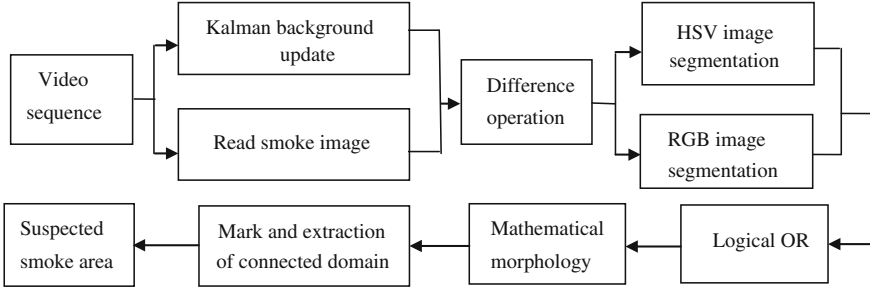 Kalman background
update
HSV image
segmentation
Video
sequence
Difference
operation
Read smoke image
RGB image
segmentation
Suspected
smoke area
Mark and extraction
of connected domain
Mathematical
morphology
Logical OR